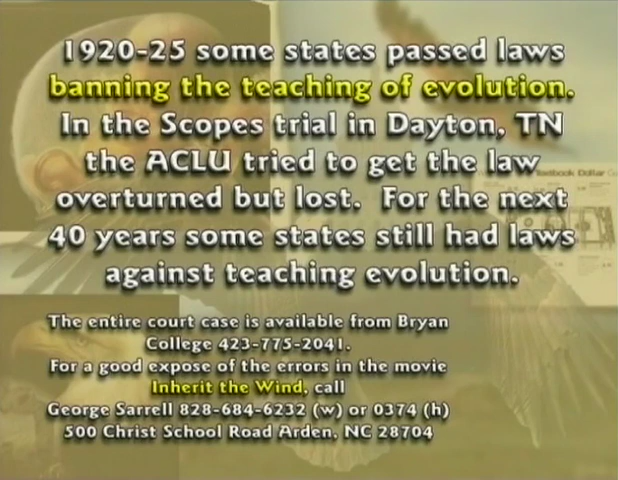 1920-25 some states passed laws
banning the teaching of evolution.
In the Scopes trial in Dayton, TN
the ACLU tried to get the law
overturned but lost. For the next
40 years some states still had laws
against teaching evolution.
Textbook Dollar
The entire court case is available from Bryan
College 423-775-2041.
For a good expose of the errors in the movie
Inherit the Wind, call
George Sarrell 828-684-6232 (w) or 0374 (h)
500 Christ School Road Arden, NC 28704